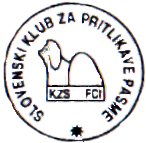 SLOVENSKI KLUB ZA PRITLIKAVE PASME
KZS FCI